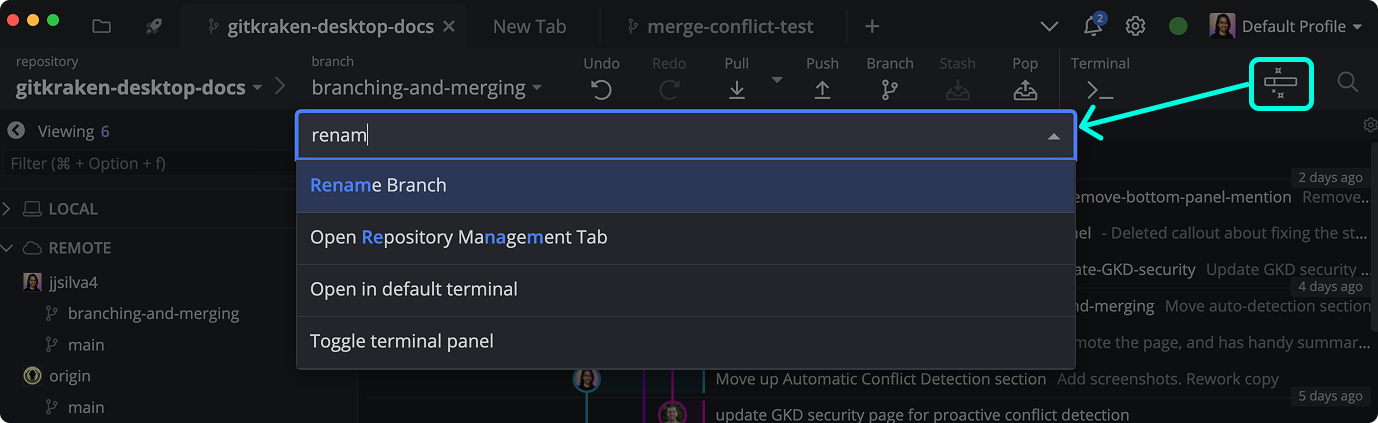 gitkraken-desktop-docs
New Tab
merge-conflict-test
2
Default Profile
repository
gitkraken-desktop-docs
branch
branching-and-merging
Undo
Redo
Pull
Push
Branch
Stash
Pop
Terminal
Viewing 6
Filter (⌘ + Option + f)
LOCAL
REMOTE
jjsilva4
branching-and-merging
main
origin
main
renam
Rename Branch
Open Repository Management Tab
Open in default terminal
Toggle terminal panel
2 days ago
emove-bottom-panel-mention Remove...
el - Deleted callout about fixing the st...
ate-GKD-security Update GKD security ...
4 days ago
nd-merging Move auto-detection section
mote the page, and has handy summar...
Move up Automatic Conflict Detection section Add screenshots. Rework copy
5 days ago
update GKD security page for proactive conflict detection